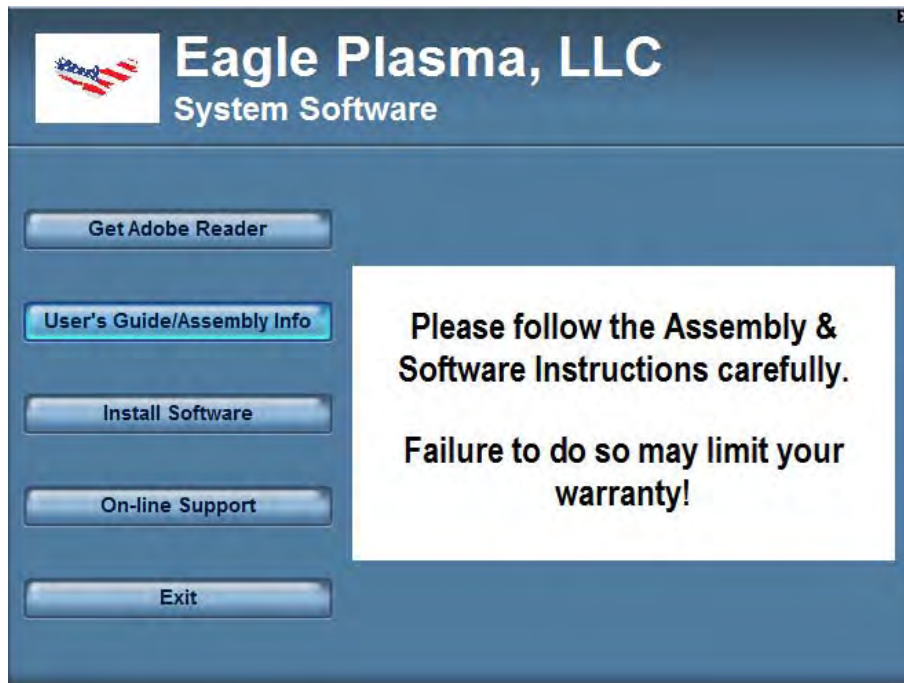 Eagle Plasma, LLC
System Software
Get Adobe Reader
User's Guide/Assembly Info
Install Software
On-line Support
Exit
Please follow the Assembly &
Software Instructions carefully.
Failure to do so may limit your
warranty!